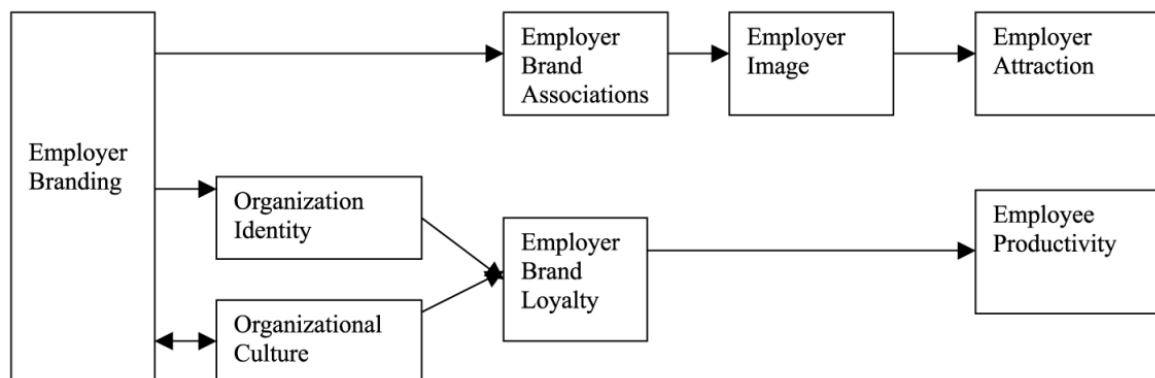 Employer
Branding
Employer
Brand
Associations
Employer
Image
Employer
Attraction
Organization
Identity
Organizational
Culture
Employer
Brand
Loyalty
Employee
Productivity